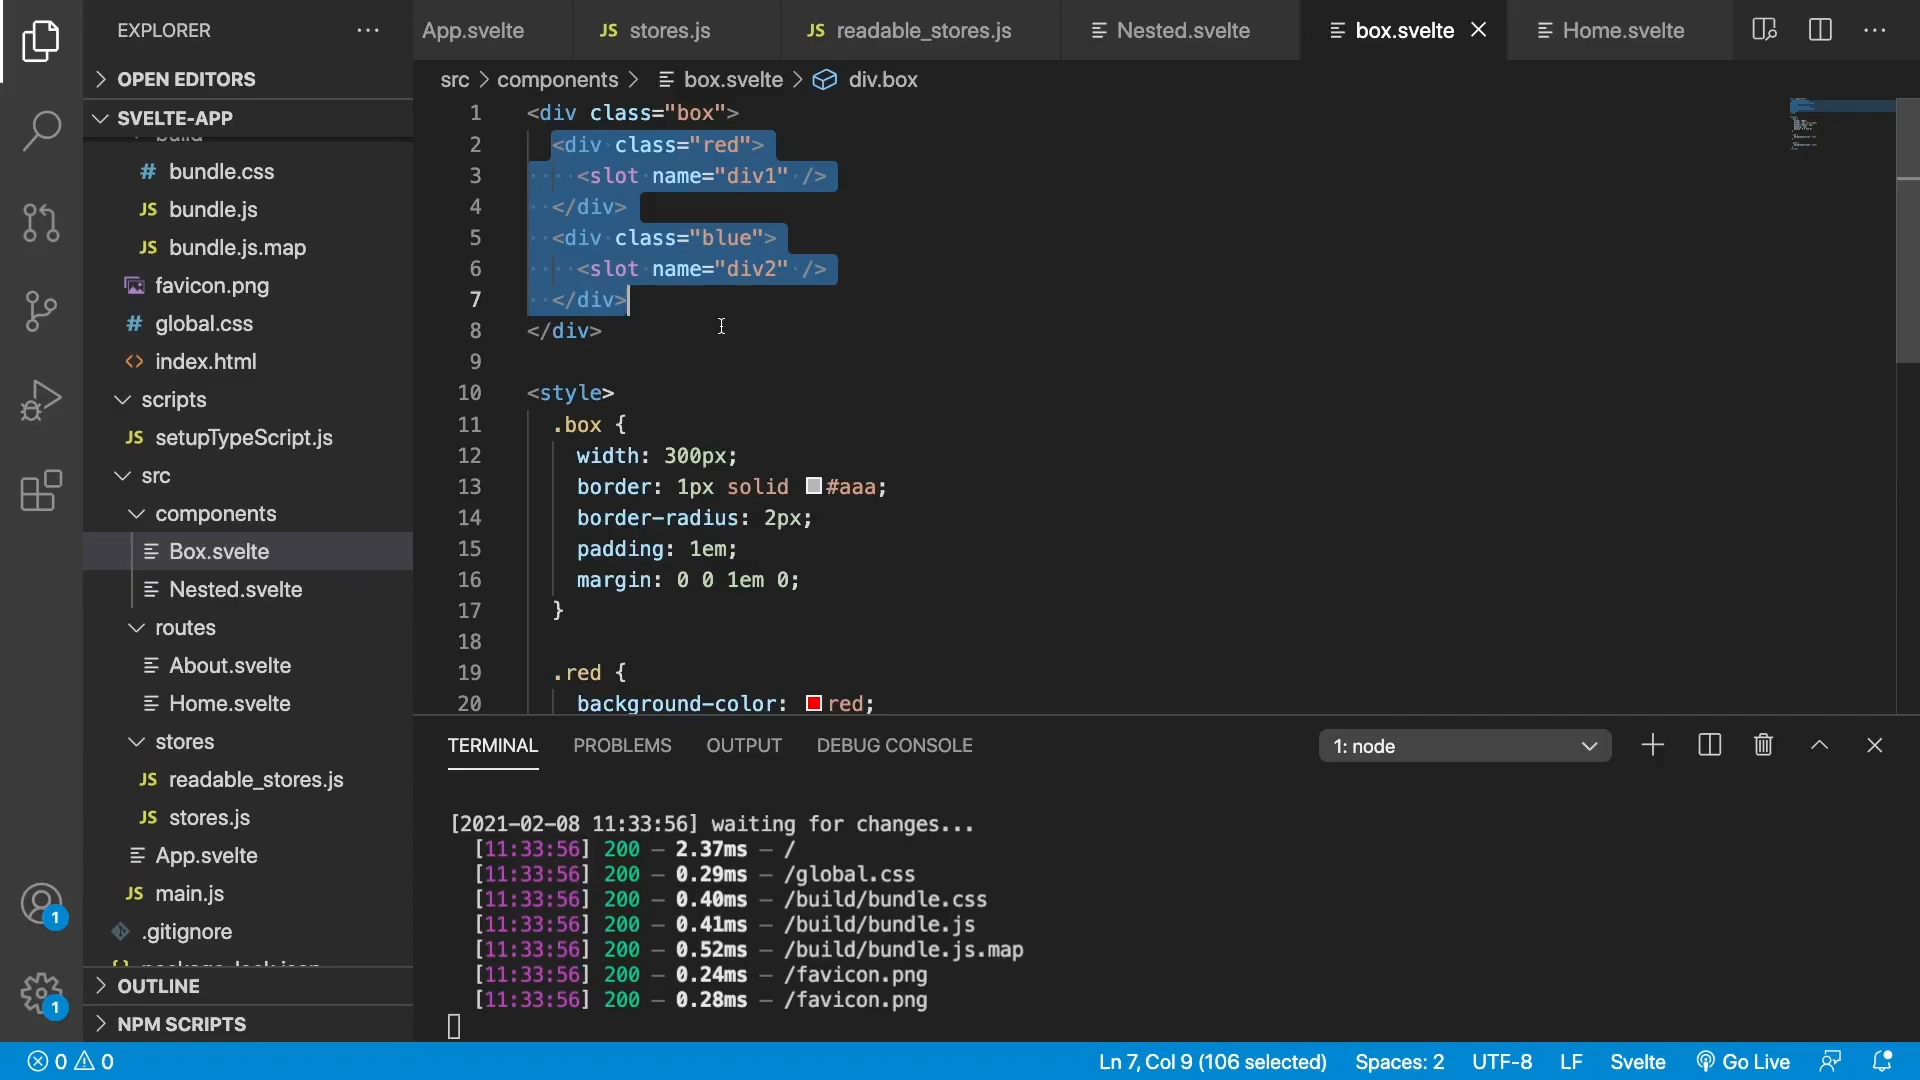 EXPLORER
App.svelte
JS stores.js
JS readable_stores.js
Nested.svelte
box.svelte
Home.svelte
OPEN EDITORS
SVELTE-APP
src > components > box.svelte > div.box
build
# bundle.css
JS bundle.js
JS bundle.js.map
favicon.png
# global.css
<> index.html
scripts
JS setupTypeScript.js
src
components
Box.svelte
Nested.svelte
routes
About.svelte
Home.svelte
stores
JS readable_stores.js
JS stores.js
App.svelte
JS main.js
.gitignore
OUTLINE
NPM SCRIPTS
1 <div class="box">
2 <div class="red">
3 <slot name="div1" />
4 </div>
5 <div class="blue">
6 <slot name="div2" />
7 </div>
8 </div>
9
10 <style>
11 .box {
12 width: 300px;
13 border: 1px solid #aaa;
14 border-radius: 2px;
15 padding: 1em;
16 margin: 0 0 1em 0;
17 }
18
19 .red {
20 background-color: red;
TERMINAL PROBLEMS OUTPUT DEBUG CONSOLE
1: node
[2021-02-08 11:33:56] waiting for changes...
[11:33:56] 200 — 2.37ms — /
[11:33:56] 200 — 0.29ms — /global.css
[11:33:56] 200 — 0.40ms — /build/bundle.css
[11:33:56] 200 — 0.41ms — /build/bundle.js
[11:33:56] 200 — 0.52ms — /build/bundle.js.map
[11:33:56] 200 — 0.24ms — /favicon.png
[11:33:56] 200 — 0.28ms — /favicon.png
1
1
0 0
Ln 7, Col 9 (106 selected)
Spaces: 2
UTF-8
LF
Svelte
Go Live